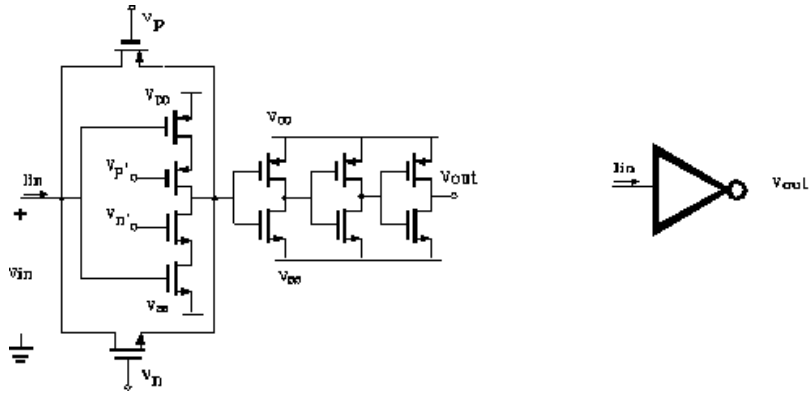 Vp
VDD
VDD
Vp'
Iin
Vout
Iin
Vout
Vn'
+
Vin
Vss
Vss
Vn